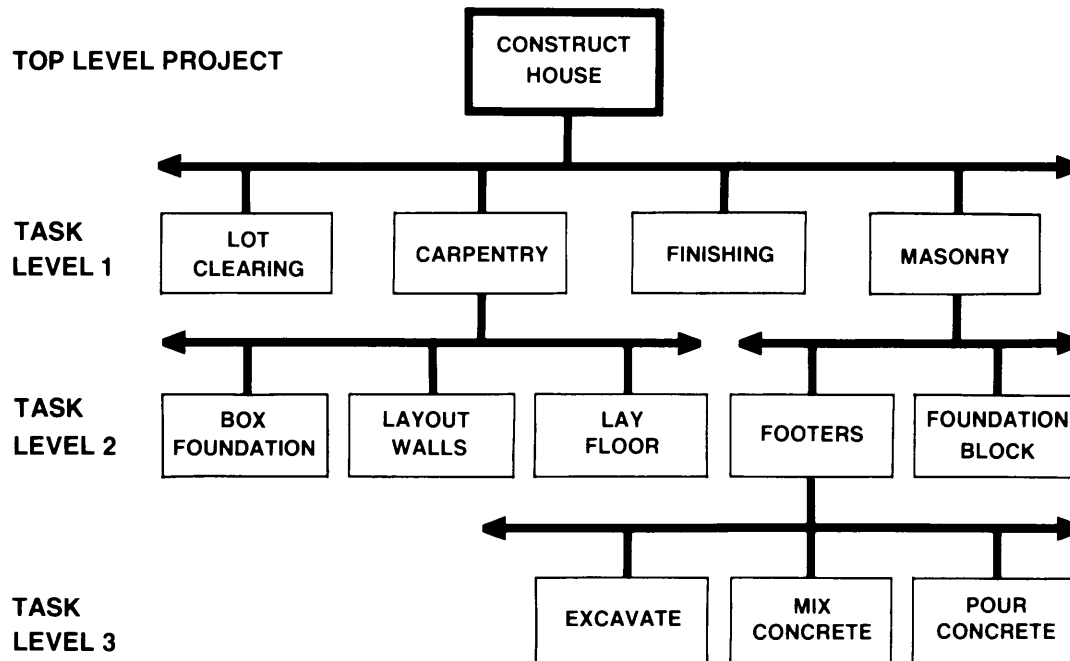 TOP LEVEL PROJECT
CONSTRUCT
HOUSE
TASK
LEVEL 1
LOT
CLEARING
CARPENTRY
FINISHING
MASONRY
TASK
LEVEL 2
BOX
FOUNDATION
LAYOUT
WALLS
LAY
FLOOR
FOOTERS
FOUNDATION
BLOCK
TASK
LEVEL 3
EXCAVATE
MIX
CONCRETE
POUR
CONCRETE